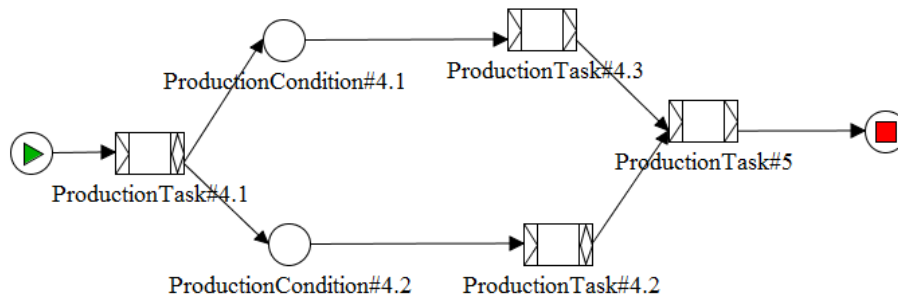 ProductionCondition#4.1
ProductionTask#4.3
ProductionTask#4.1
ProductionTask#5
ProductionCondition#4.2
ProductionTask#4.2